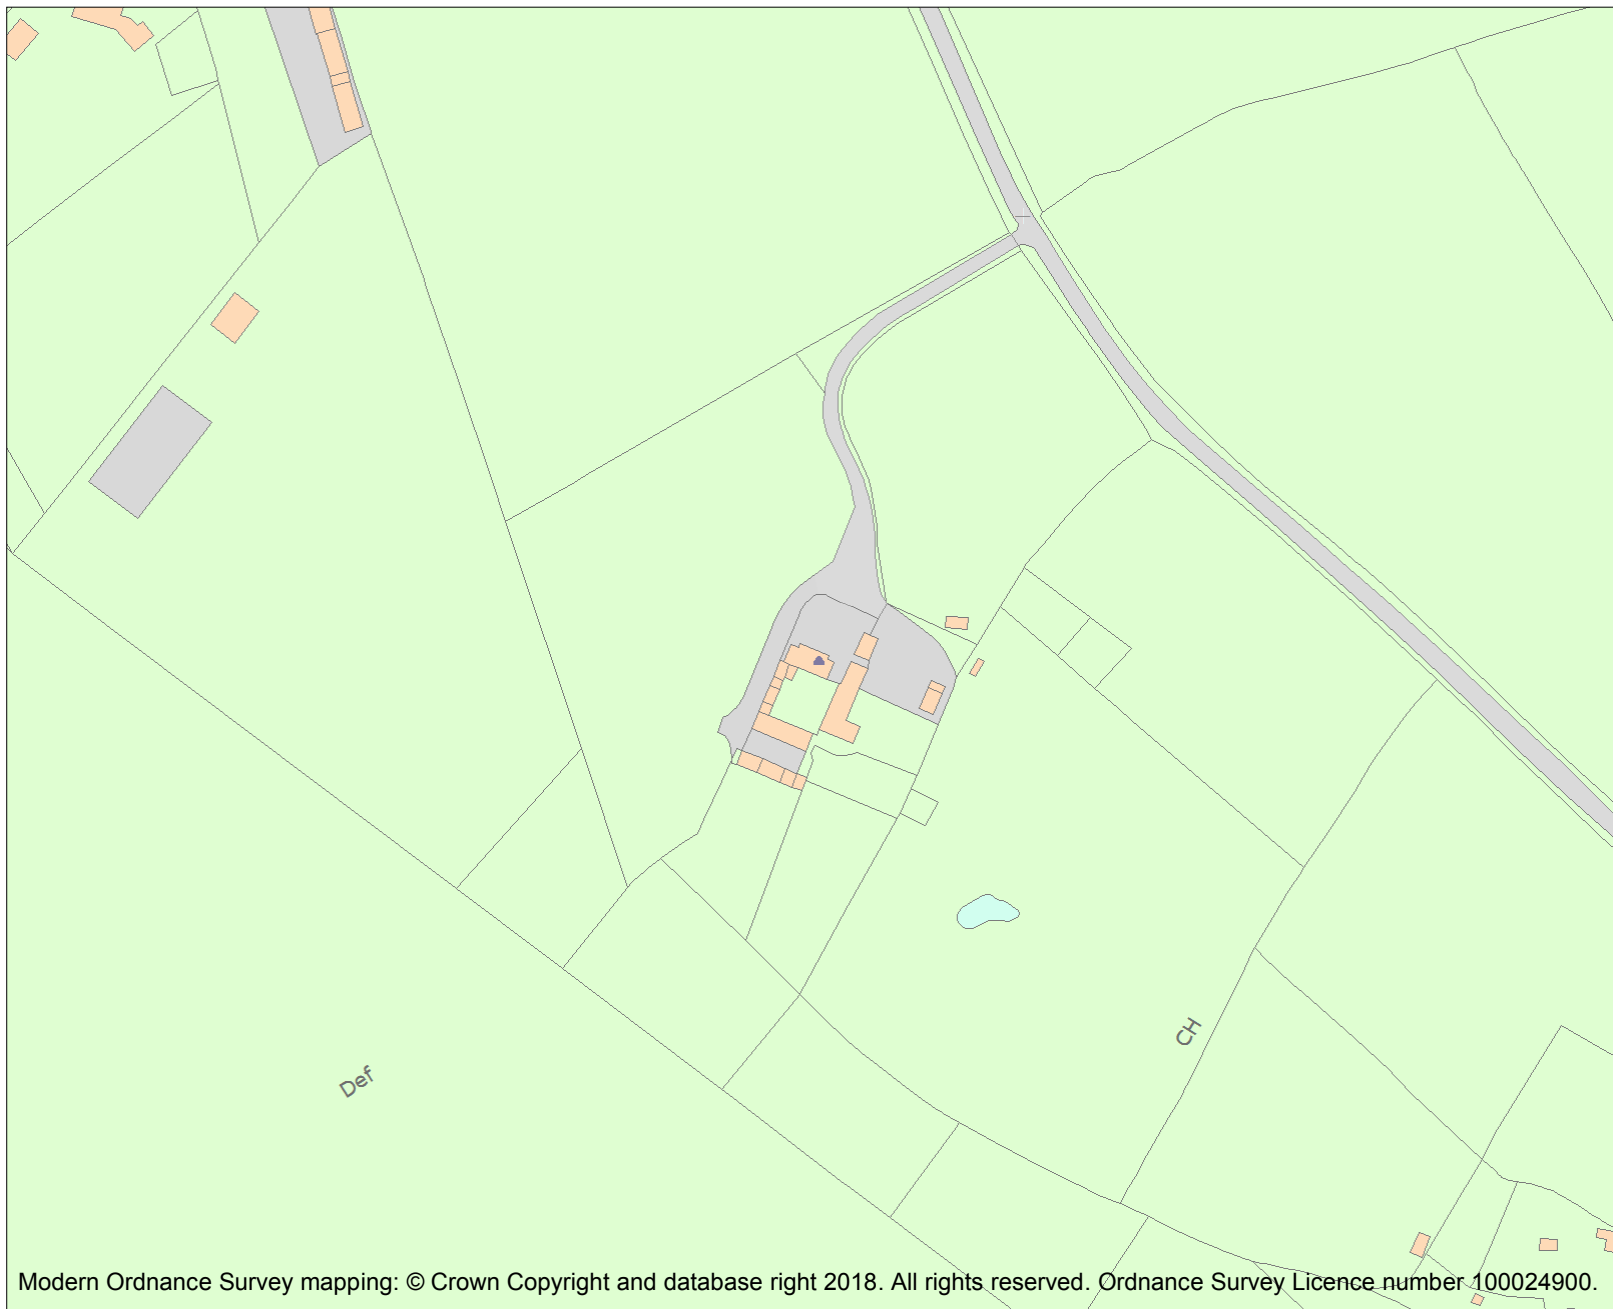 CH
Def
Modern Ordnance Survey mapping: © Crown Copyright and database right 2018. All rights reserved. Ordnance Survey Licence number 100024900.